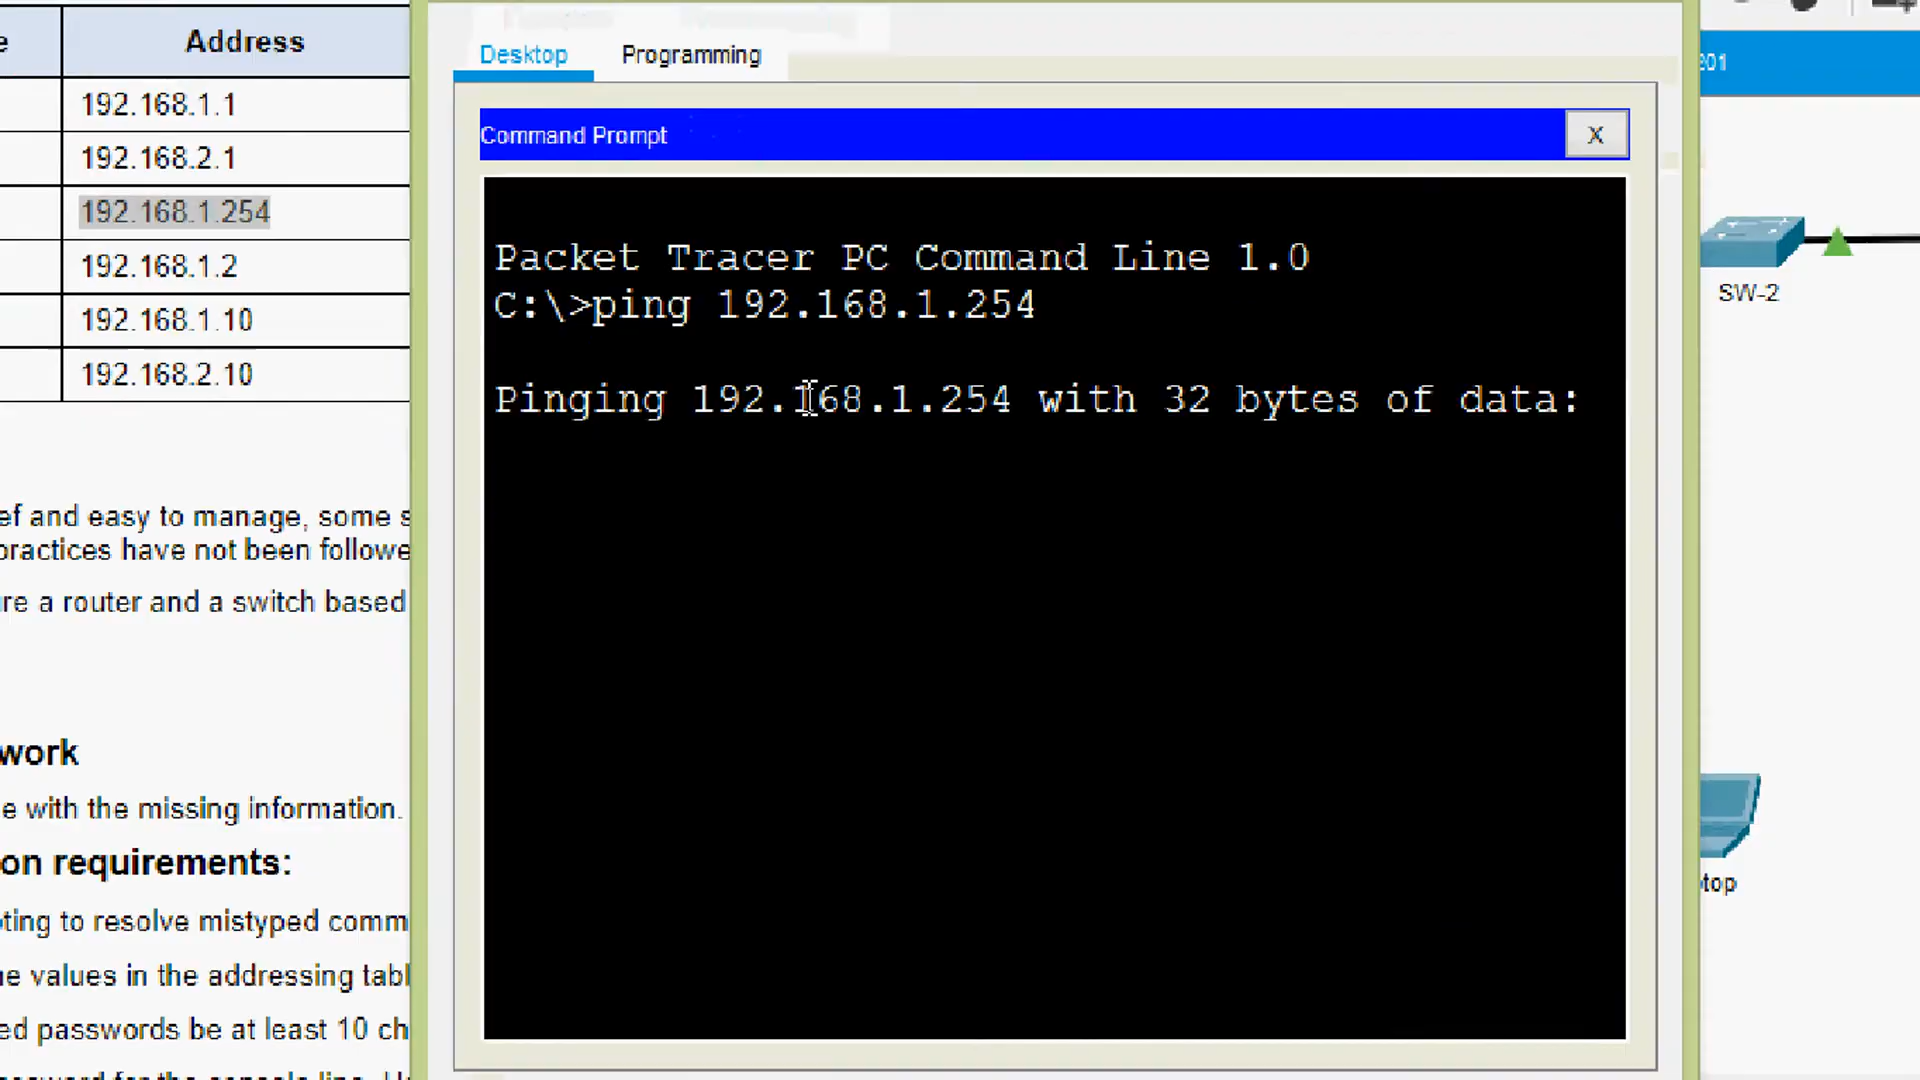 Address
192.168.1.1
192.168.2.1
192.168.1.254
192.168.1.2
192.168.1.10
192.168.2.10
ef and easy to manage, some s
practices have not been followe
re a router and a switch based
work
e with the missing information.
on requirements:
ting to resolve mistyped comm
e values in the addressing tabl
ed passwords be at least 10 ch
Desktop
Programming
Command Prompt
X
Packet Tracer PC Command Line 1.0
C:\>ping 192.168.1.254
Pinging 192.168.1.254 with 32 bytes of data:
SW-2
top